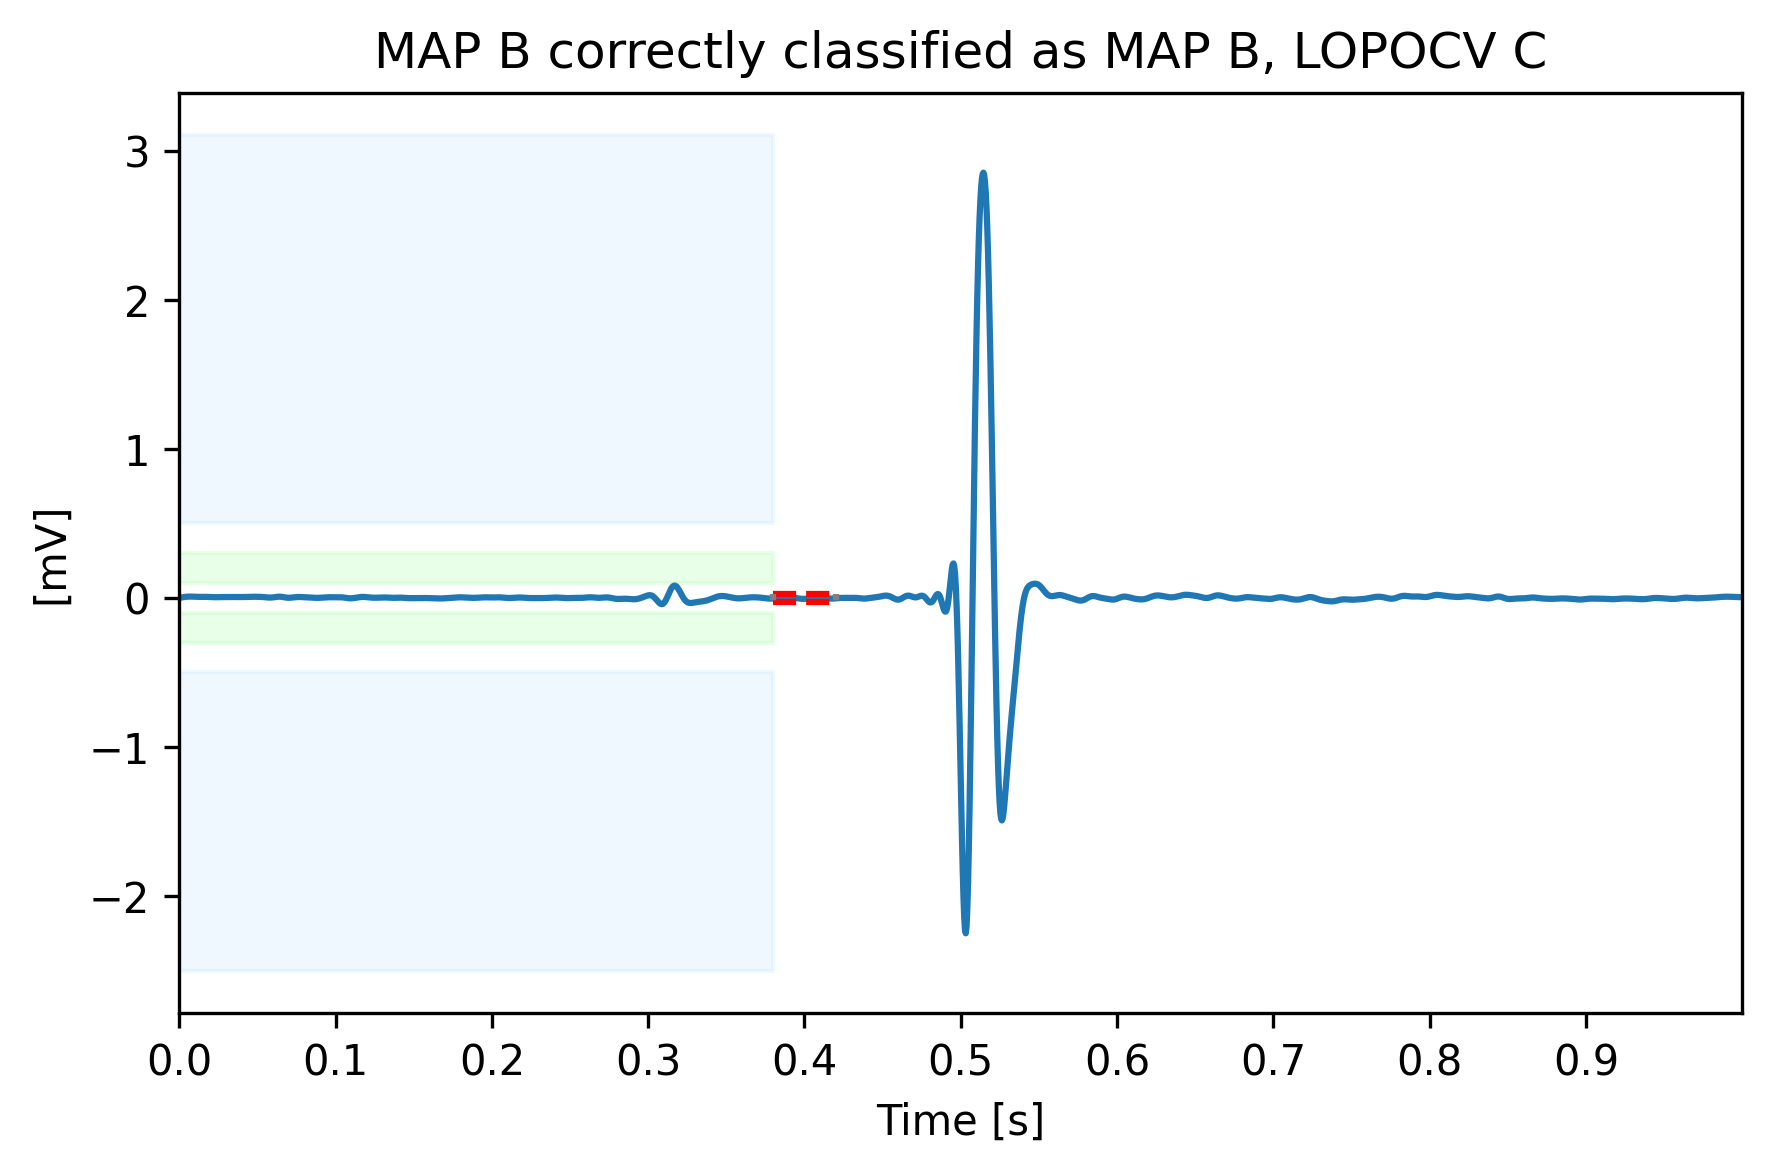 MAP B correctly classified as MAP B, LOPOCV C
3
2
1
0
−1
−2
[mV]
0.0 0.1 0.2 0.3 0.4 0.5 0.6 0.7 0.8 0.9
Time [s]